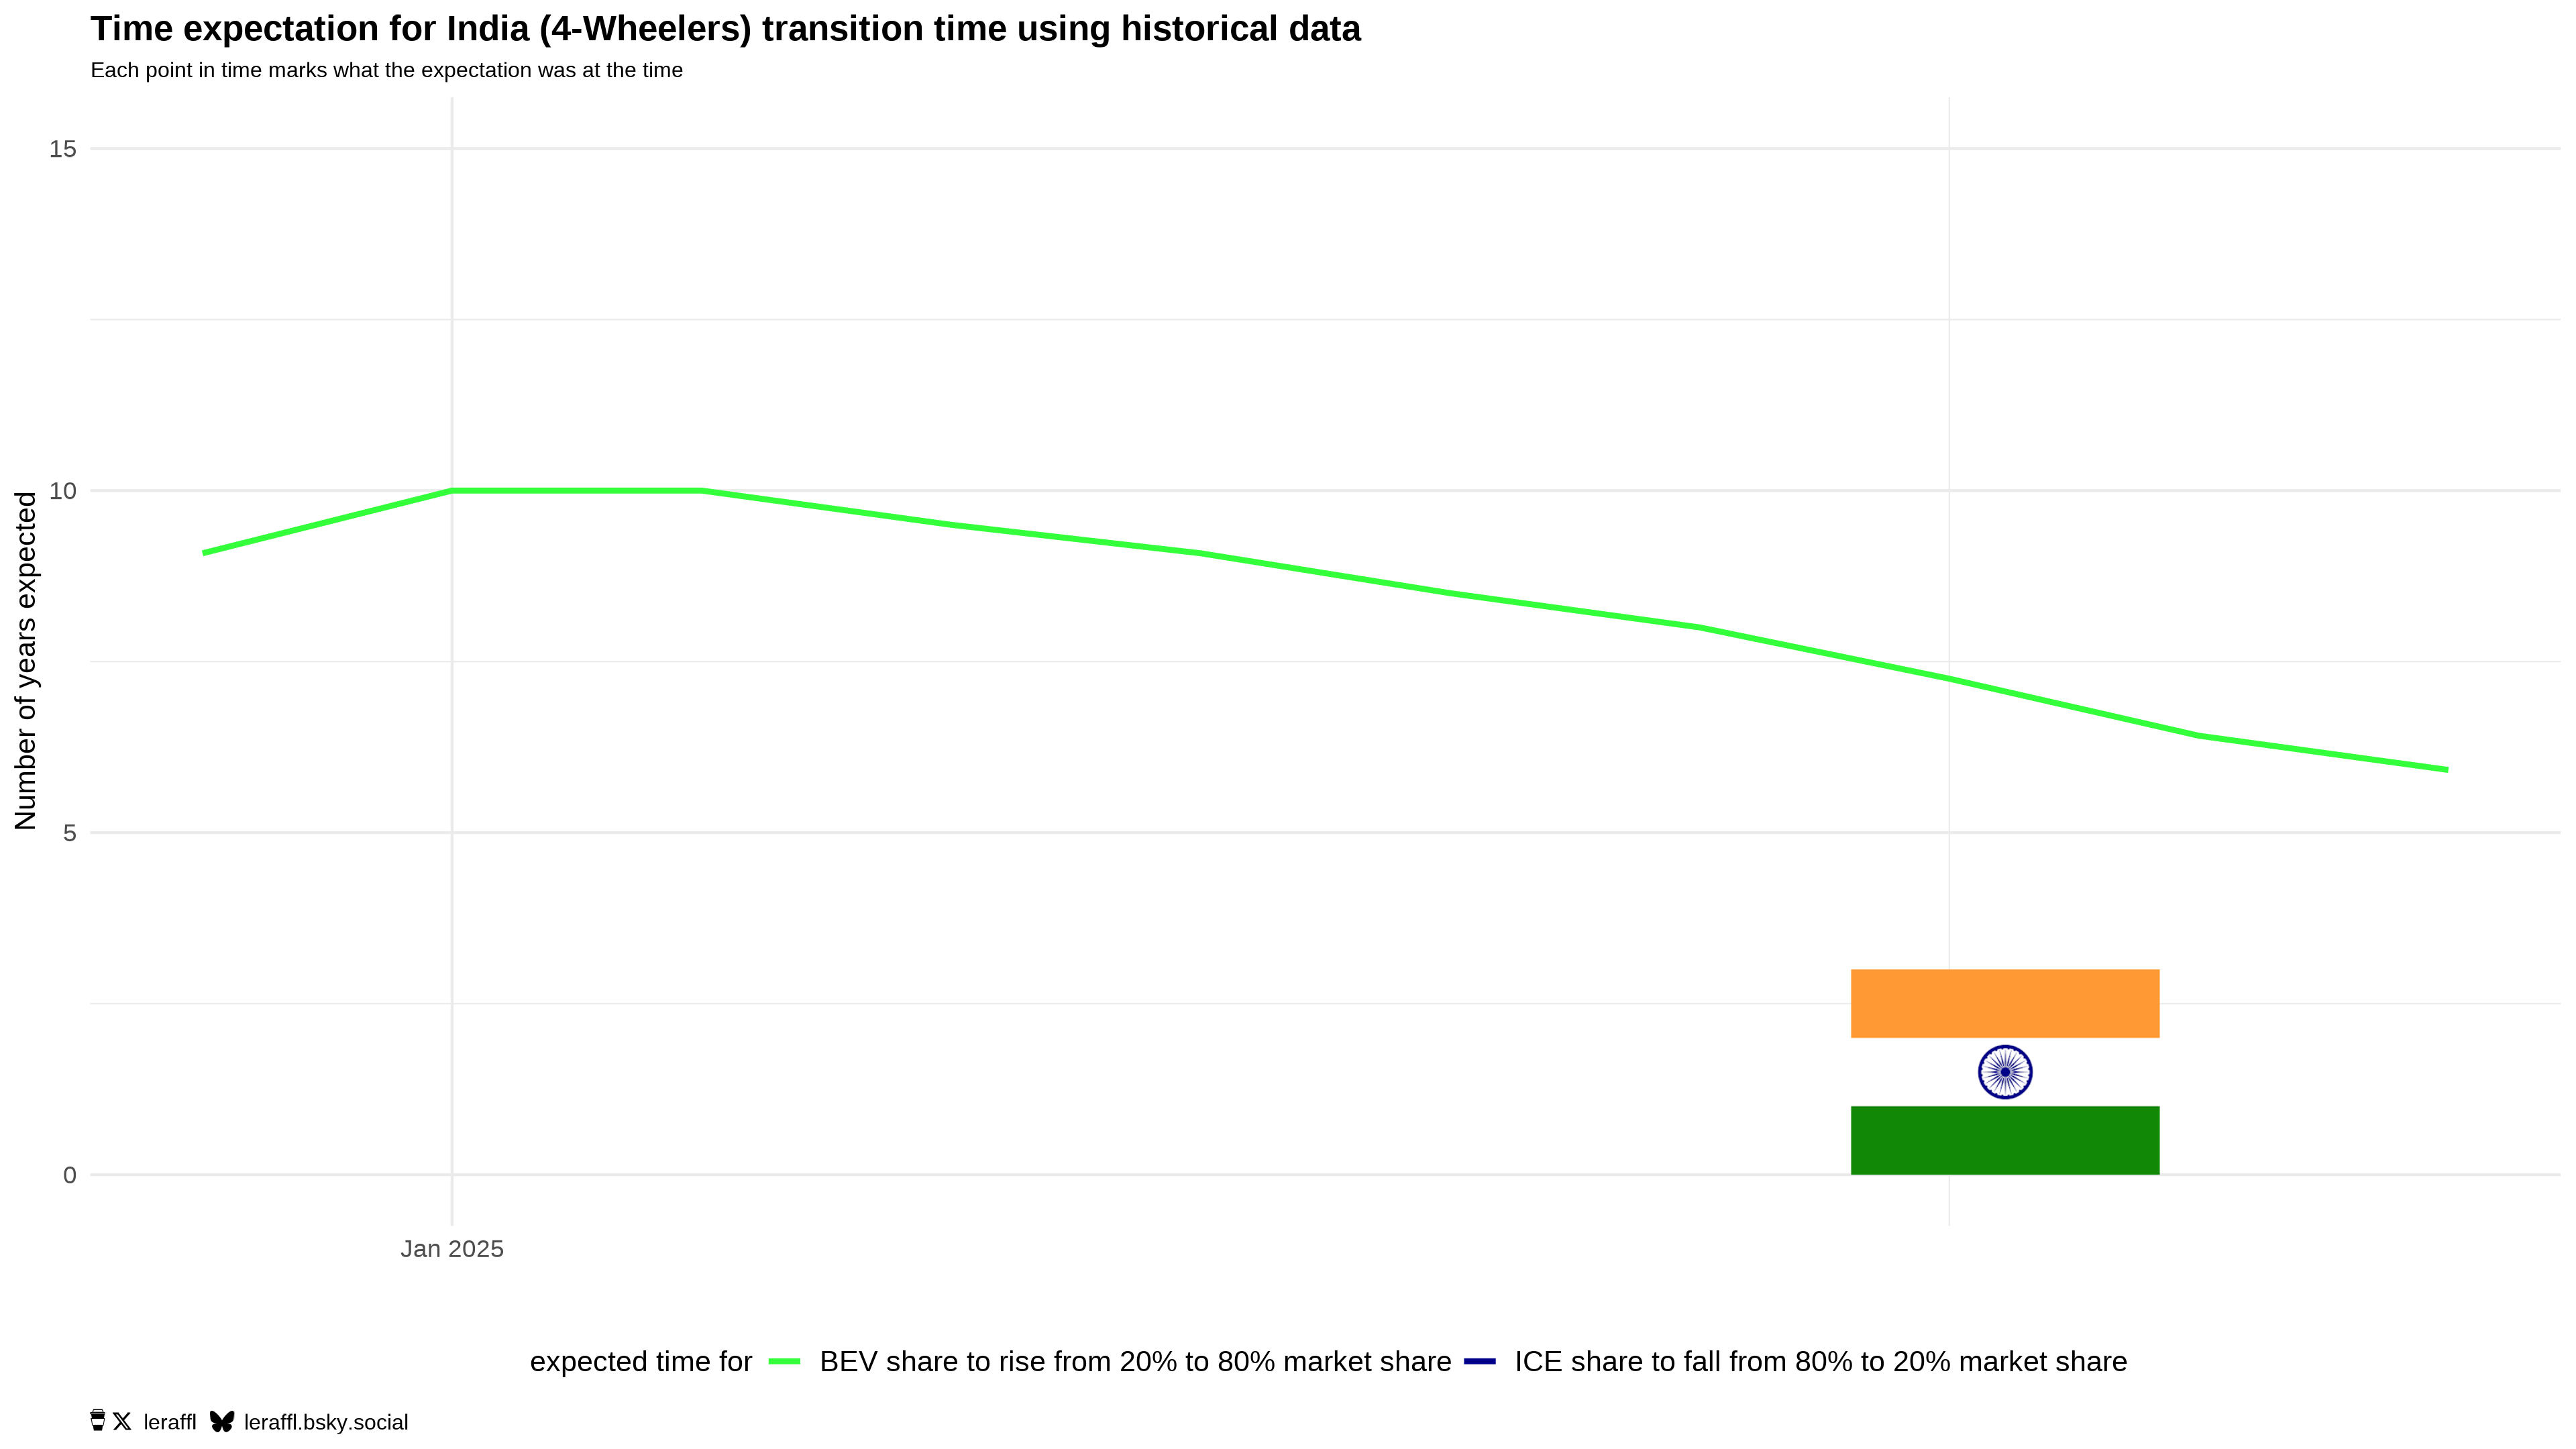 Time expectation for India (4-Wheelers) transition time using historical data
Each point in time marks what the expectation was at the time
Number of years expected
15
10
5
0
Jan 2025
expected time for BEV share to rise from 20% to 80% market share ICE share to fall from 80% to 20% market share
leraffl leraffl.bsky.social